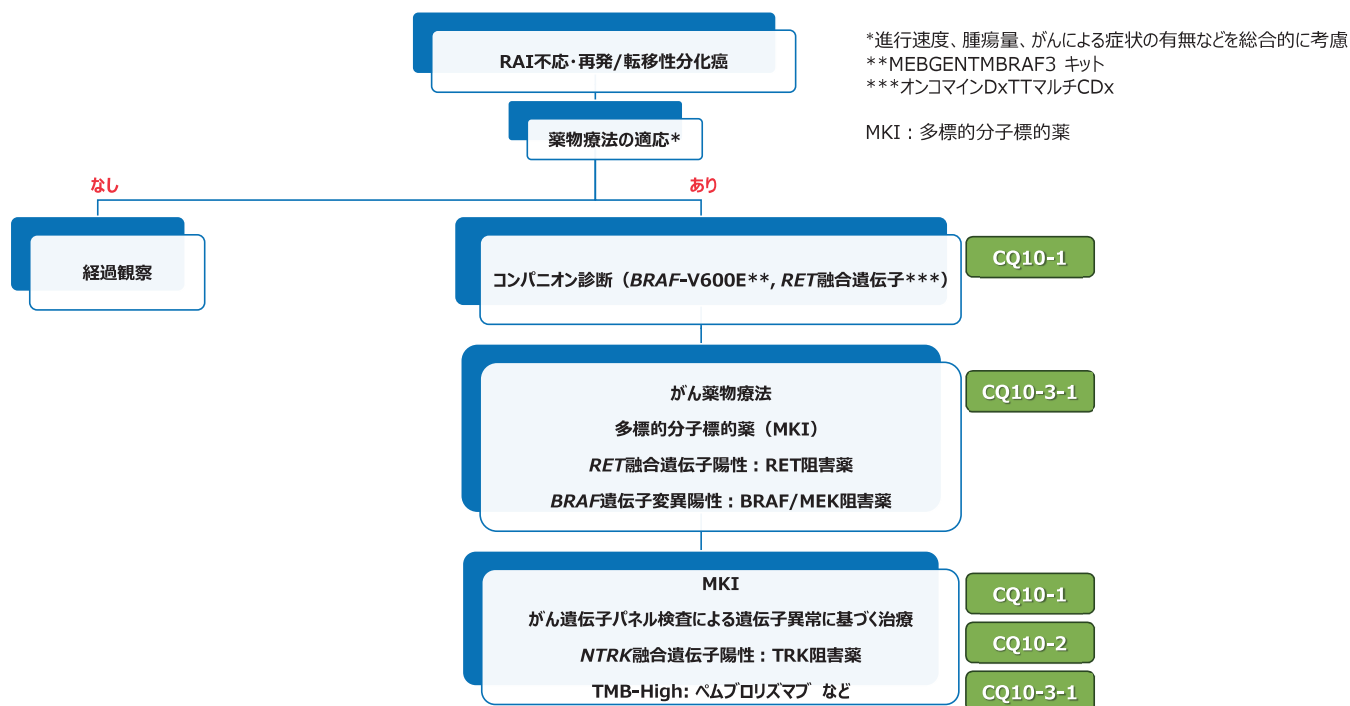 RAI不応・再発/転移性分化癌
*進行速度、腫瘍量、がんによる症状の有無などを総合的に考慮
**MEBGENTMBRAF3 キット
***オンコマインDxTTマルチCDx
MKI：多標的分子標的薬
薬物療法の適応*
なし
あり
経過観察
コンパニオン診断（BRAF-V600E**, RET融合遺伝子***）
CQ10-1
がん薬物療法
多標的分子標的薬（MKI）
RET融合遺伝子陽性：RET阻害薬
BRAF遺伝子変異陽性：BRAF/MEK阻害薬
CQ10-3-1
MKI
がん遺伝子パネル検査による遺伝子異常に基づく治療
NTRK融合遺伝子陽性：TRK阻害薬
TMB-High: ペムブロリズマブ など
CQ10-1
CQ10-2
CQ10-3-1